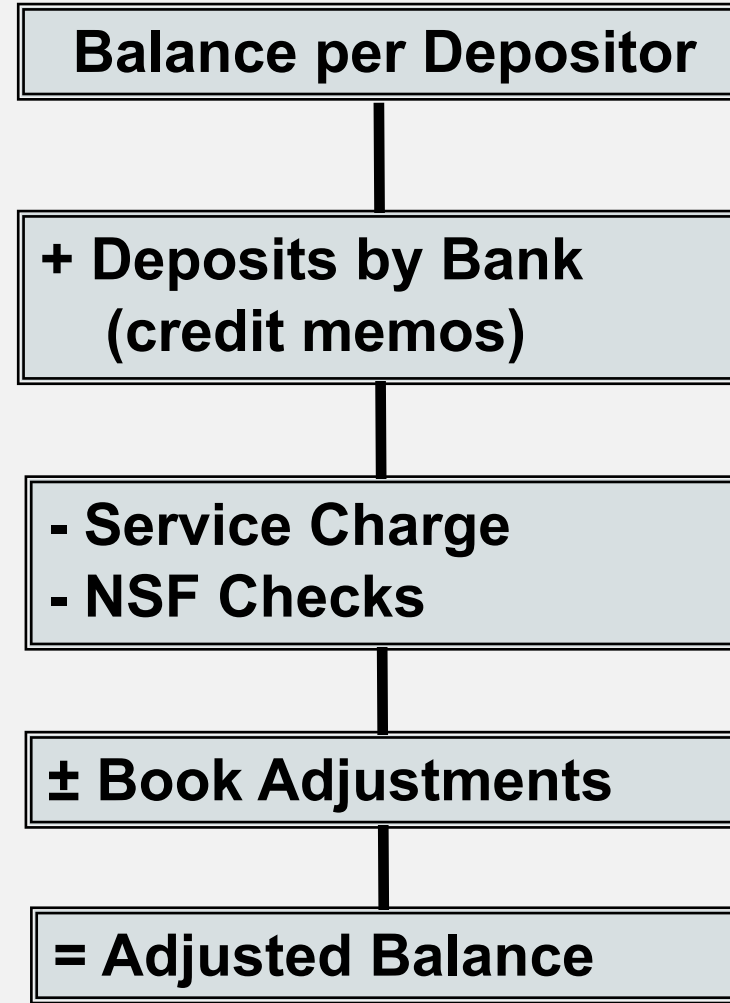 Balance per Depositor
+ Deposits by Bank
(credit memos)
- Service Charge
- NSF Checks
± Book Adjustments
= Adjusted Balance